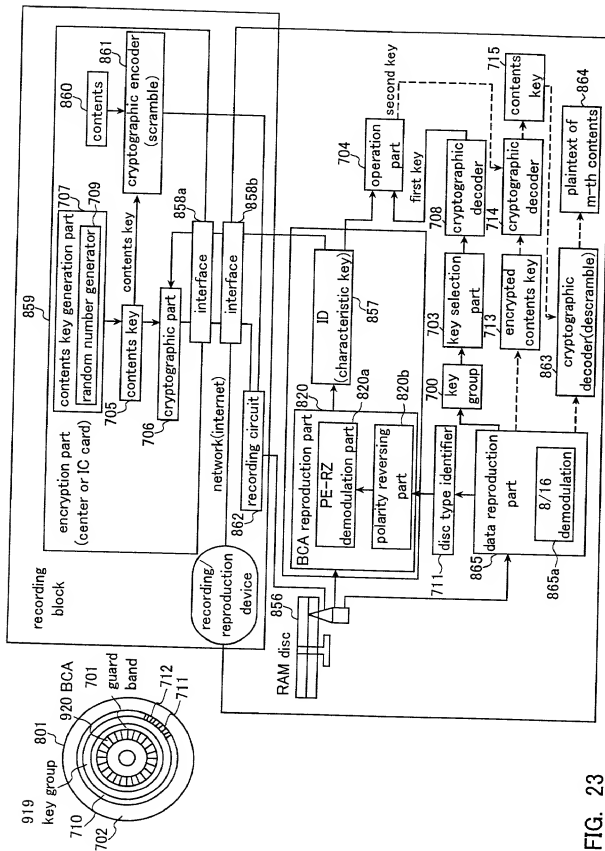 859
encryption part
(center or IC card)
contents key generation part
707
random number generator
709
860
contents
861
cryptographic encoder
(scramble)
contents key
705
contents key
706
cryptographic part
858a
interface
858b
interface
network(internet)
recording
block
recording/
reproduction
device
862
recording circuit
919
key group
801
920 BCA
701
guard
band
712
711
710
702
856
RAM disc
820
BCA reproduction part
820a
PE-RZ
demodulation part
820b
polarity reversing
part
ID
(characteristic key)
857
704
operation part
second key
first key
708
cryptographic
decoder
703
key selection
part
700
key
group
711
disc type identifier
865
data reproduction
part
8/16
demodulation
865a
713
encrypted
contents key
714
cryptographic
decoder
715
contents
key
863
cryptographic
decoder(descramble)
864
plaintext of
m-th contents
FIG. 23